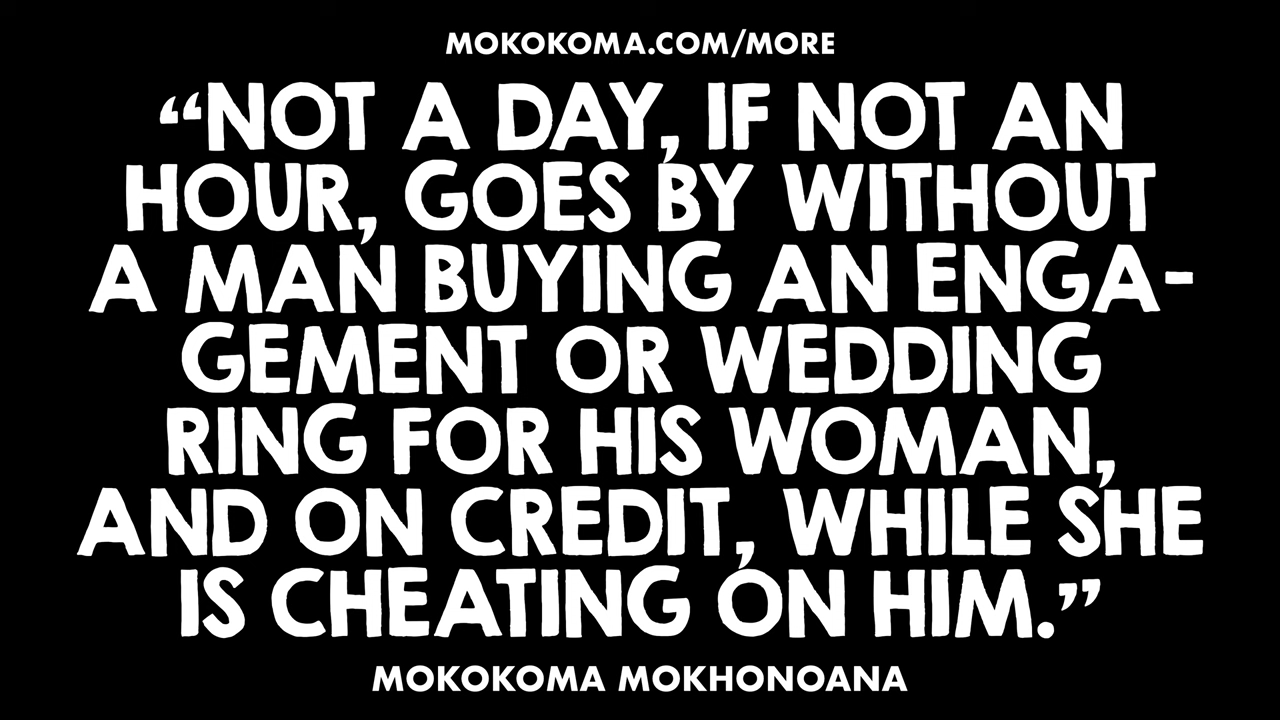 MOKOKOMA.COM/MORE
“NOT A DAY, IF NOT AN
HOUR, GOES BY WITHOUT
A MAN BUYING AN ENGA-
GEMENT OR WEDDING
RING FOR HIS WOMAN,
AND ON CREDIT, WHILE SHE
IS CHEATING ON HIM.”
MOKOKOMA MOKHONOANA